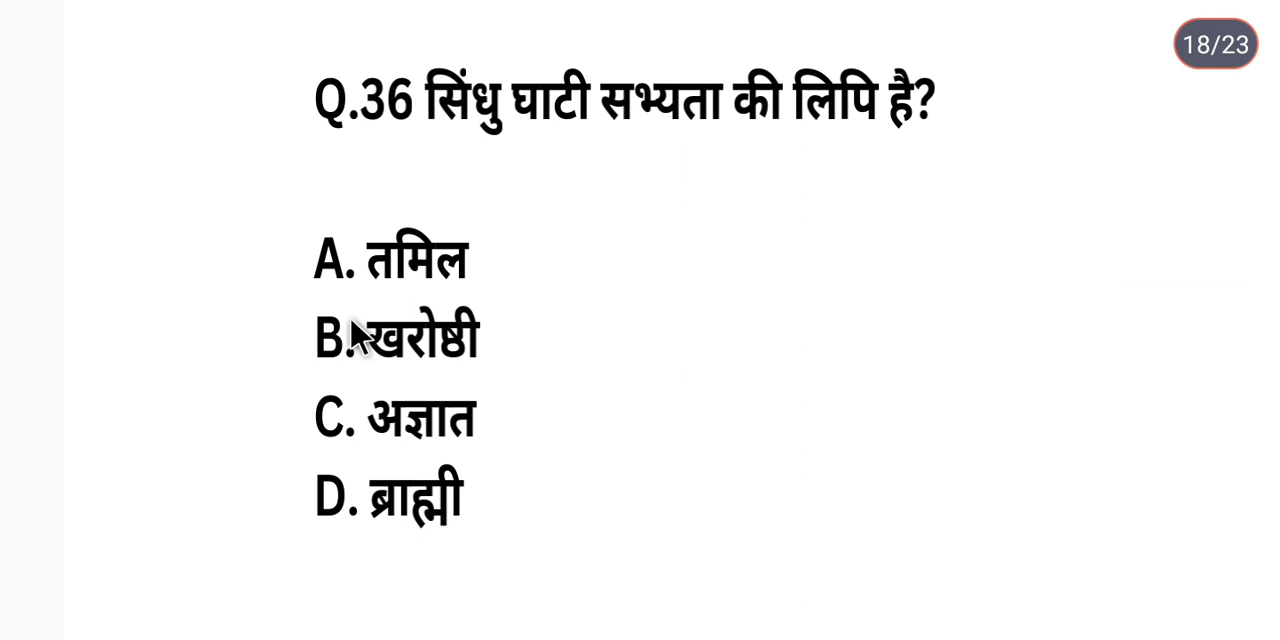 18/23
Q.36 सिंधु घाटी सभ्यता की लिपि है?
A. तमिल
B. खरोष्ठी
C. अज्ञात
D. ब्राह्मी